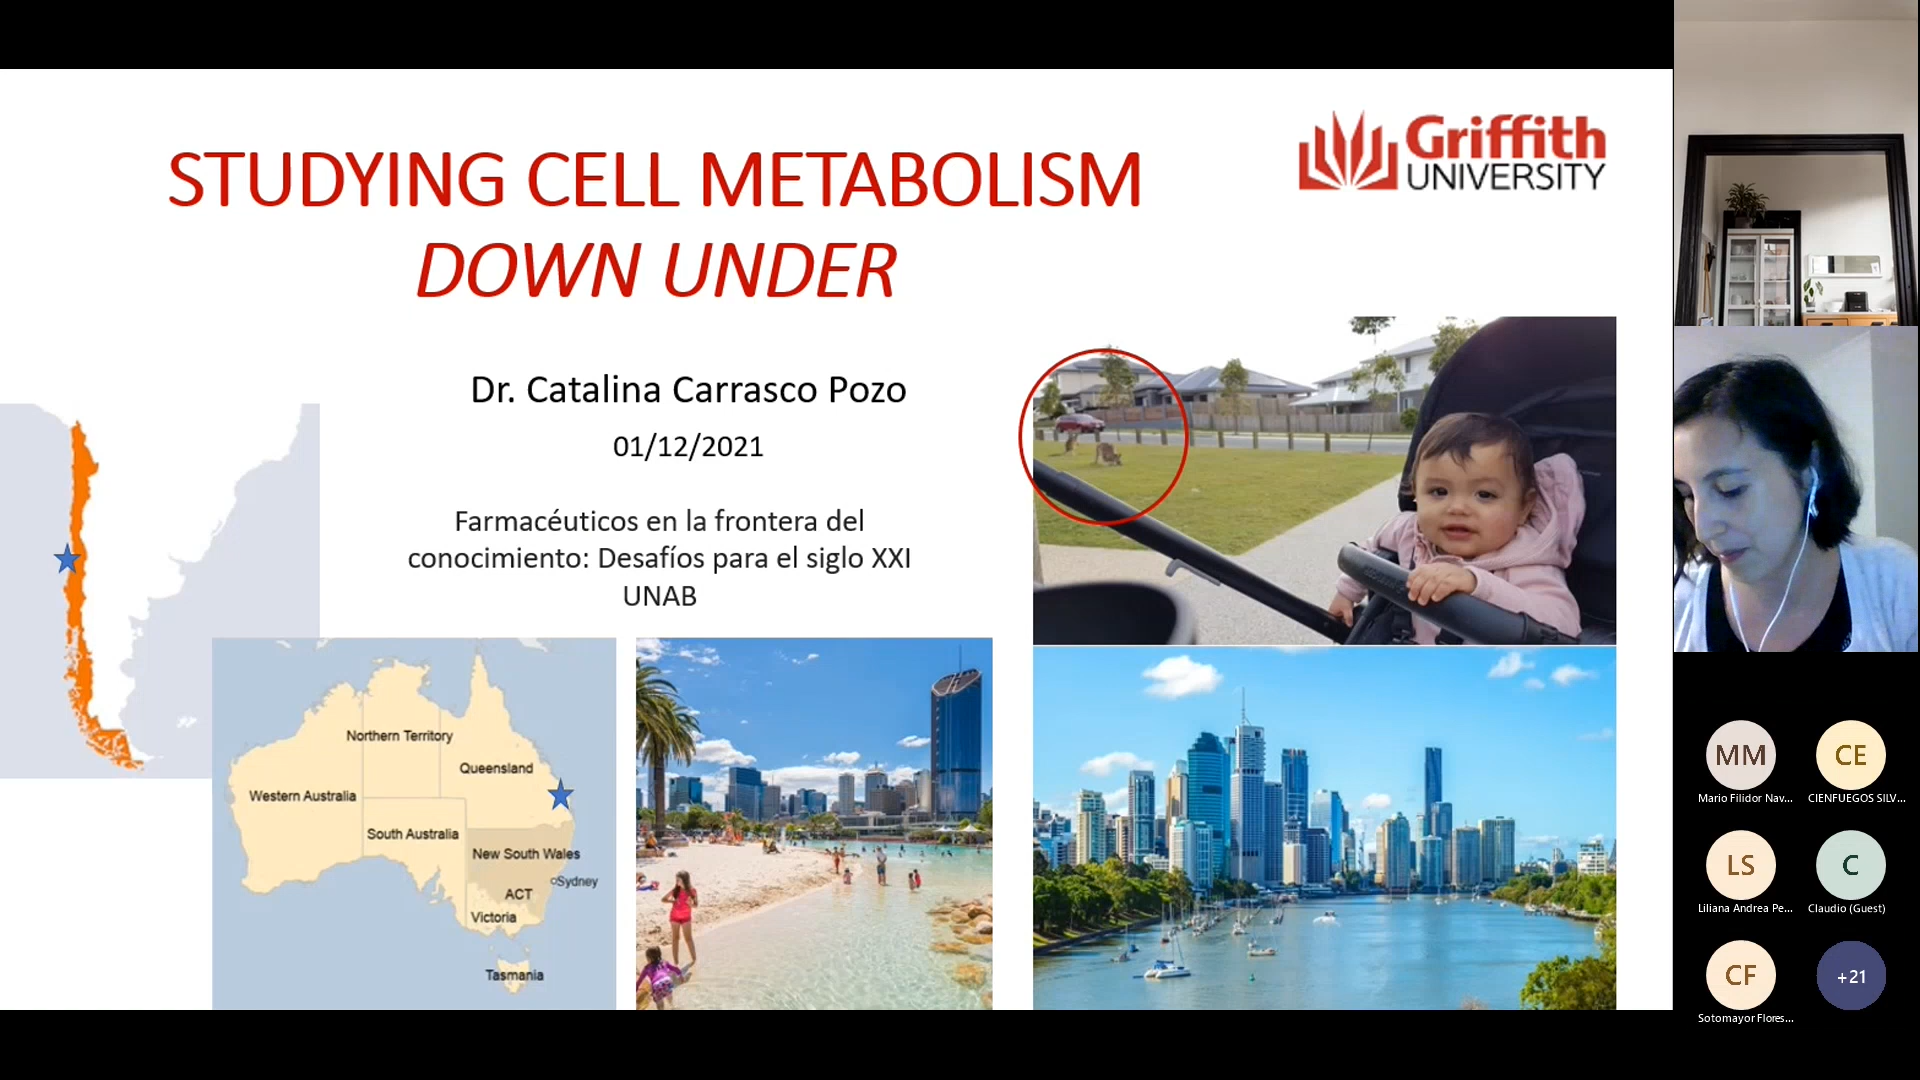 STUDYING CELL METABOLISM
DOWN UNDER
Griffith
UNIVERSITY
Dr. Catalina Carrasco Pozo
01/12/2021
Farmacéuticos en la frontera del
conocimiento: Desafíos para el siglo XXI
UNAB
Northern Territory
Queensland
Western Australia
South Australia
New South Wales
Sydney
ACT
Victoria
Tasmania
MM
Mario Filidor Nav...
CE
CIENFUEGOS SILV...
LS
Liliana Andrea Pe...
C
Claudio (Guest)
CF
Sotomayor Flores...
+21